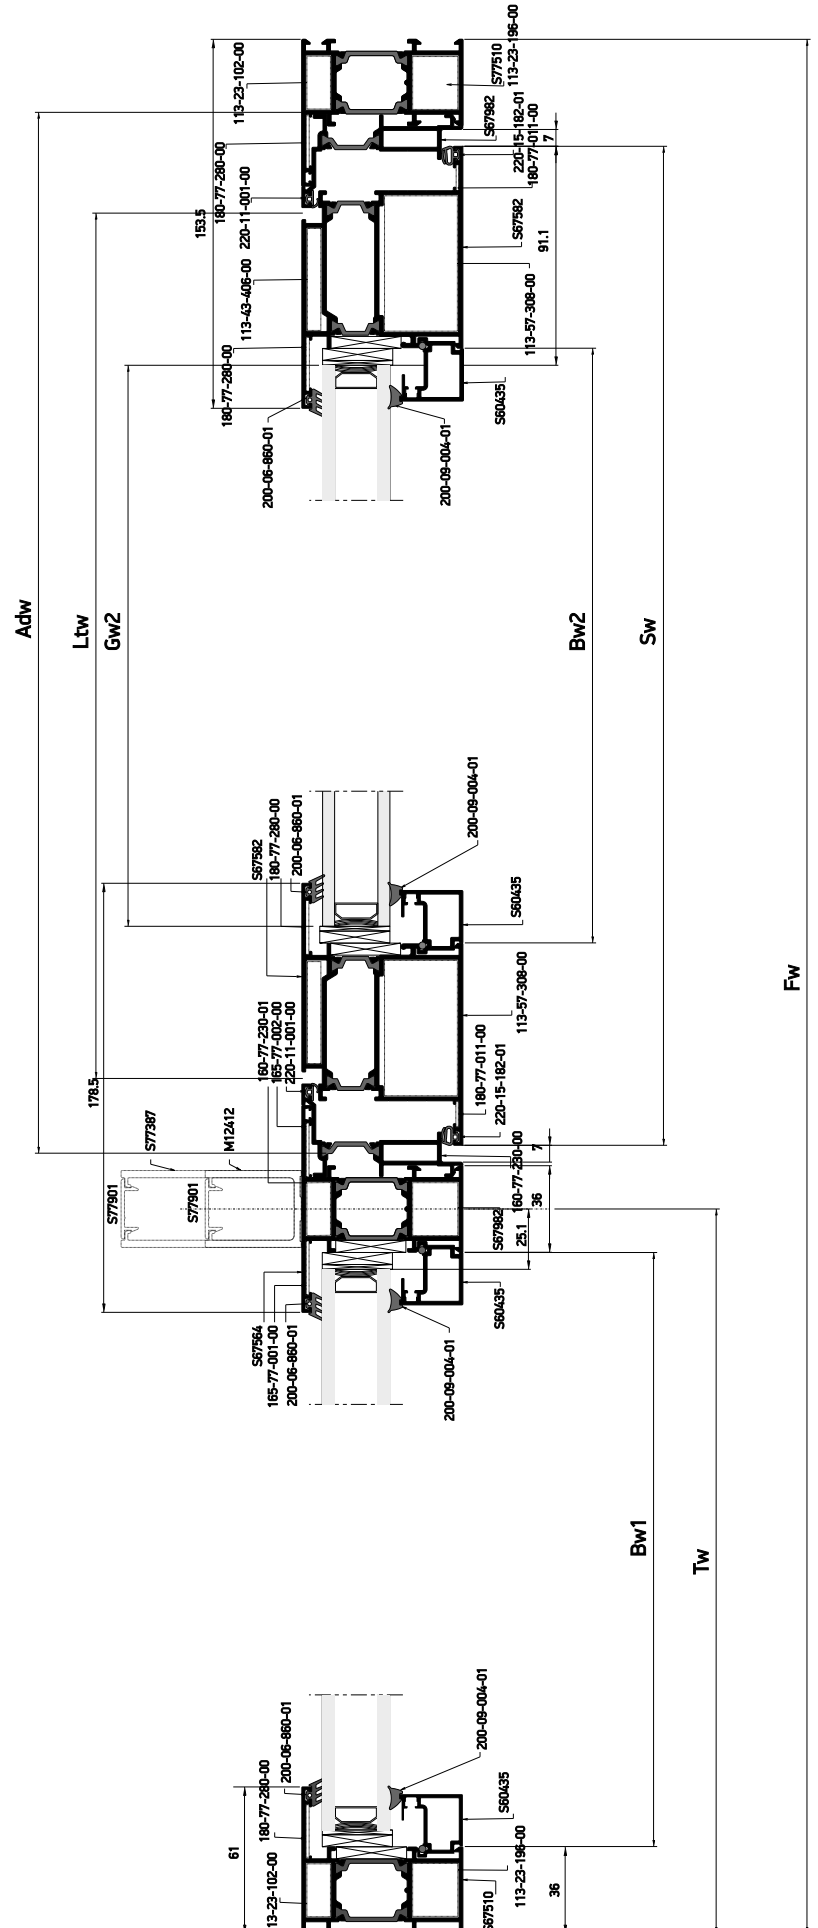 113-23-102-00
S77510
113-23-196-00
S67982
220-15-182-01
180-77-011-00
7
180-77-280-00
220-11-001-00
153.5
S67582
91.1
113-43-406-00
113-57-308-00
180-77-280-00
S60435
200-06-860-01
200-09-004-01
Adw
Ltw
Gw2
Bw2
Sw
Fw
S67582
180-77-280-00
200-06-860-01
200-09-004-01
S60435
113-57-308-00
160-77-230-01
165-77-002-00
220-11-001-00
178.5
180-77-011-00
220-15-182-01
S77387
M12412
S77901
S77901
160-77-230-00
7
36
S67982
25.1
S60435
S67564
165-77-001-00
200-06-860-01
200-09-004-01
Bw1
Tw
200-06-860-01
180-77-280-00
200-09-004-01
S60435
61
13-23-102-00
113-23-196-00
S67510
36